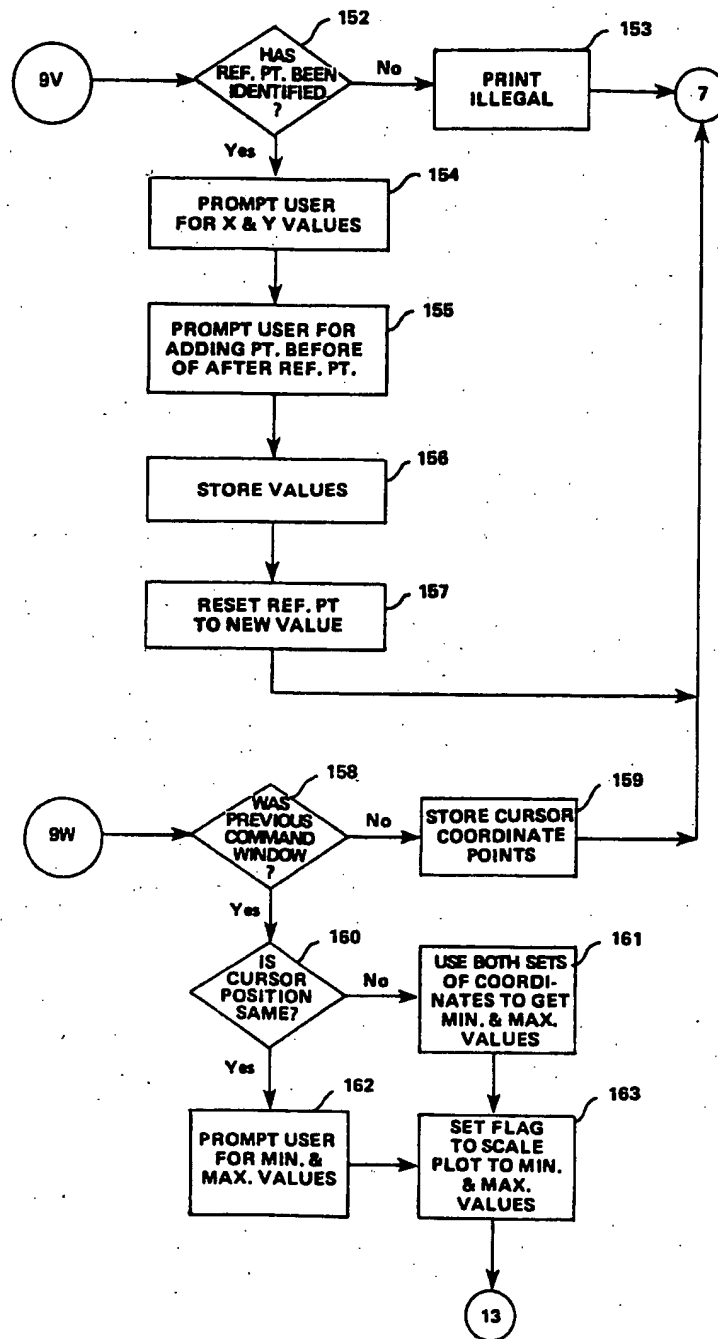 152
9V
HAS
REF. PT. BEEN
IDENTIFIED
?
No
153
PRINT
ILLEGAL
7
Yes
154
PROMPT USER
FOR X & Y VALUES
155
PROMPT USER FOR
ADDING PT. BEFORE
OF AFTER REF. PT.
156
STORE VALUES
157
RESET REF. PT
TO NEW VALUE
158
9W
WAS
PREVIOUS
COMMAND
WINDOW
?
No
159
STORE CURSOR
COORDINATE
POINTS
Yes
160
IS
CURSOR
POSITION
SAME?
No
161
USE BOTH SETS
OF COORDI-
NATES TO GET
MIN. & MAX.
VALUES
Yes
162
PROMPT USER
FOR MIN. &
MAX. VALUES
163
SET FLAG
TO SCALE
PLOT TO MIN.
& MAX.
VALUES
13